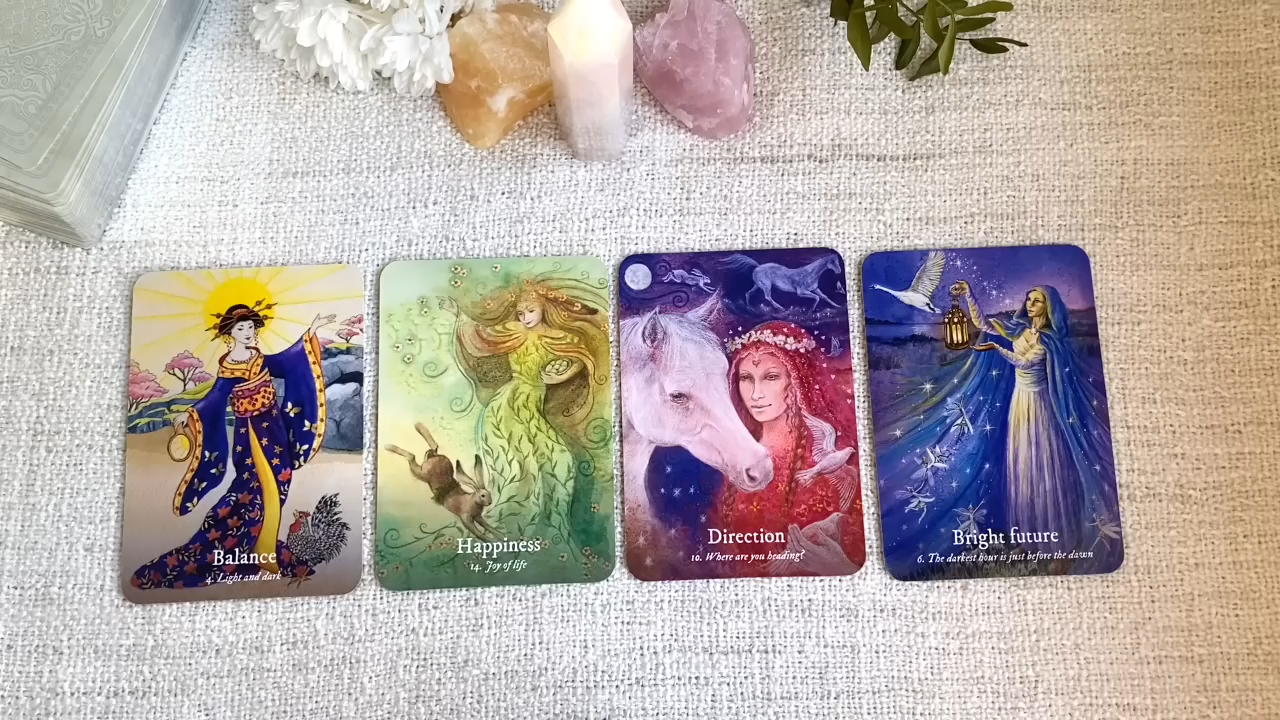 Balance
4. Light and dark
Happiness
14. Joy of life
Direction
10. Where are you heading?
Bright future
6. The darkest hour is just before the dawn